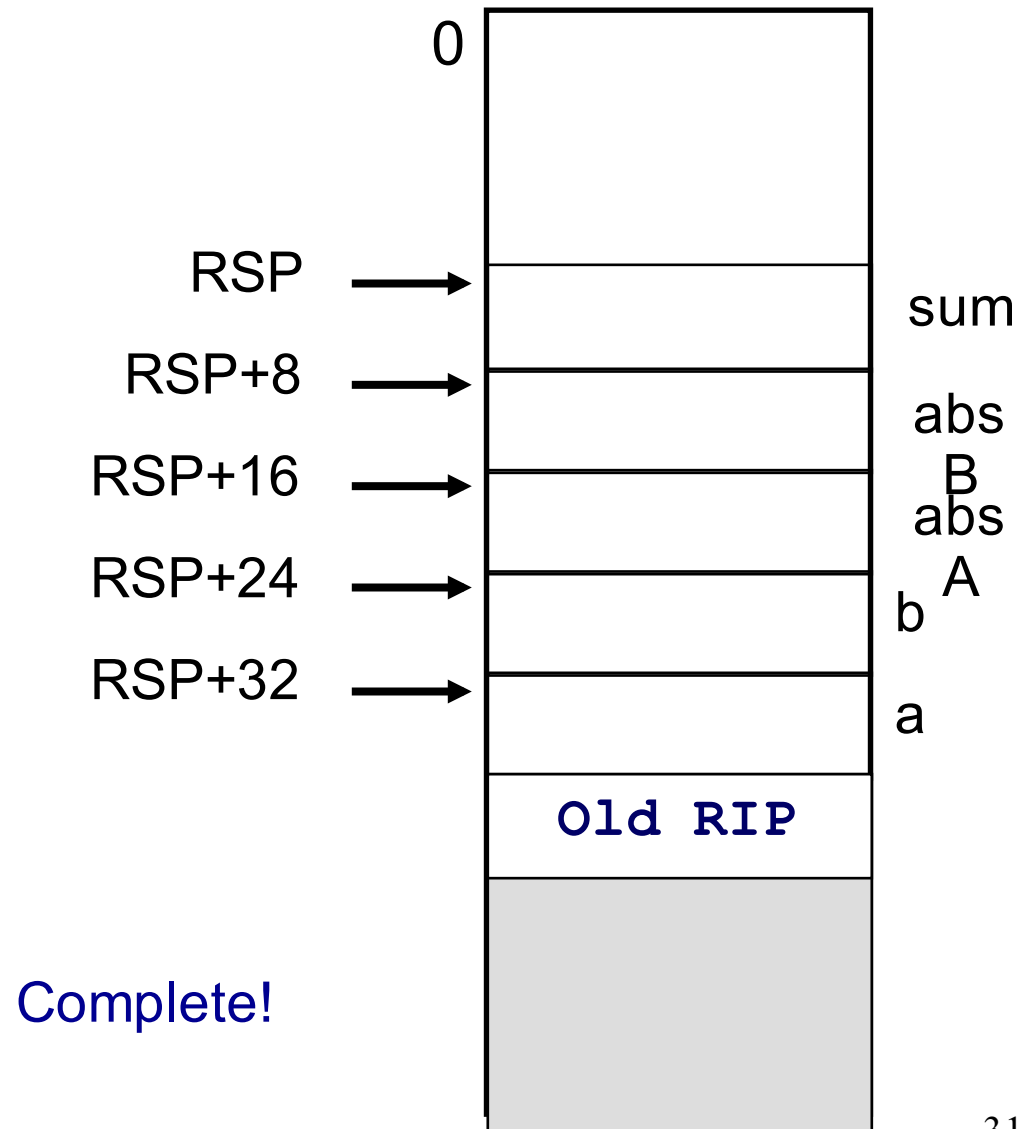 0
RSP
sum
RSP+8
abs
B
RSP+16
abs
A
RSP+24
b
RSP+32
a
Old RIP
Complete!